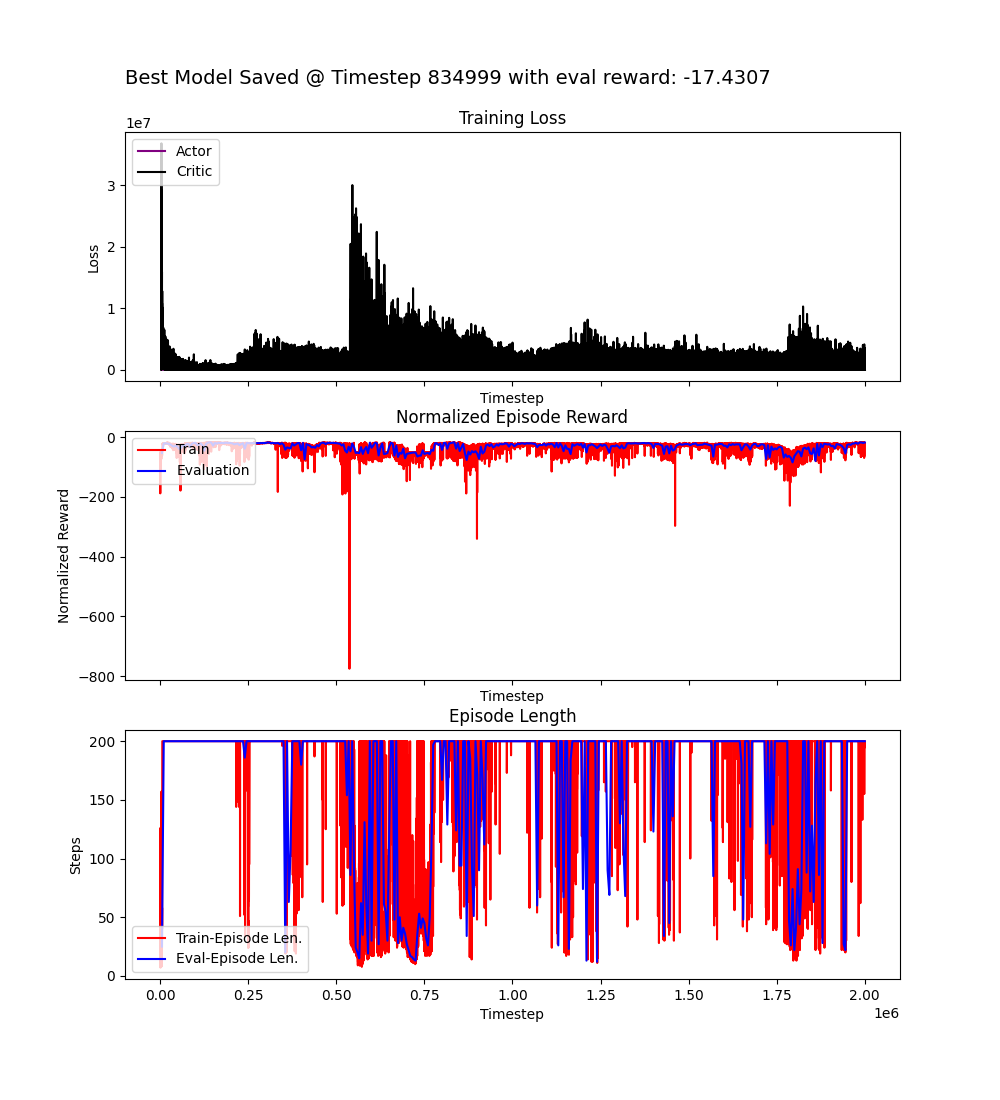 Best Model Saved @ Timestep 834999 with eval reward: -17.4307
Training Loss
1e7
Actor
Critic
3
2
1
0
Loss
Timestep
Normalized Episode Reward
Train
Evaluation
0
−200
−400
−600
−800
Normalized Reward
Timestep
Episode Length
200
150
100
50
0
Steps
Train-Episode Len.
Eval-Episode Len.
0.00 0.25 0.50 0.75 1.00 1.25 1.50 1.75 2.00
1e6
Timestep